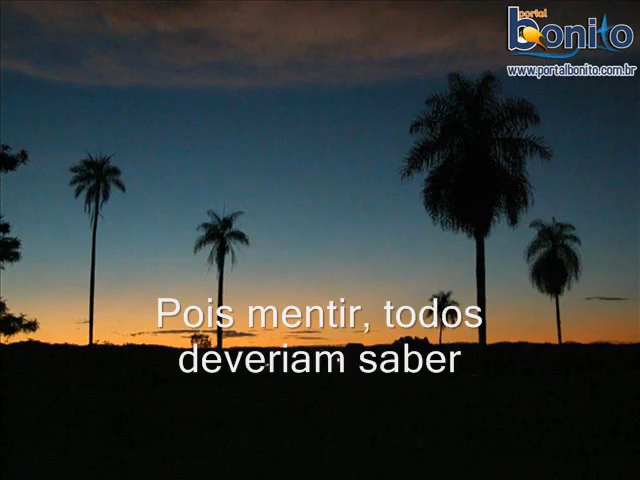 portal
bonito
www.portalbonito.com.br
Pois mentir, todos
deveriam saber